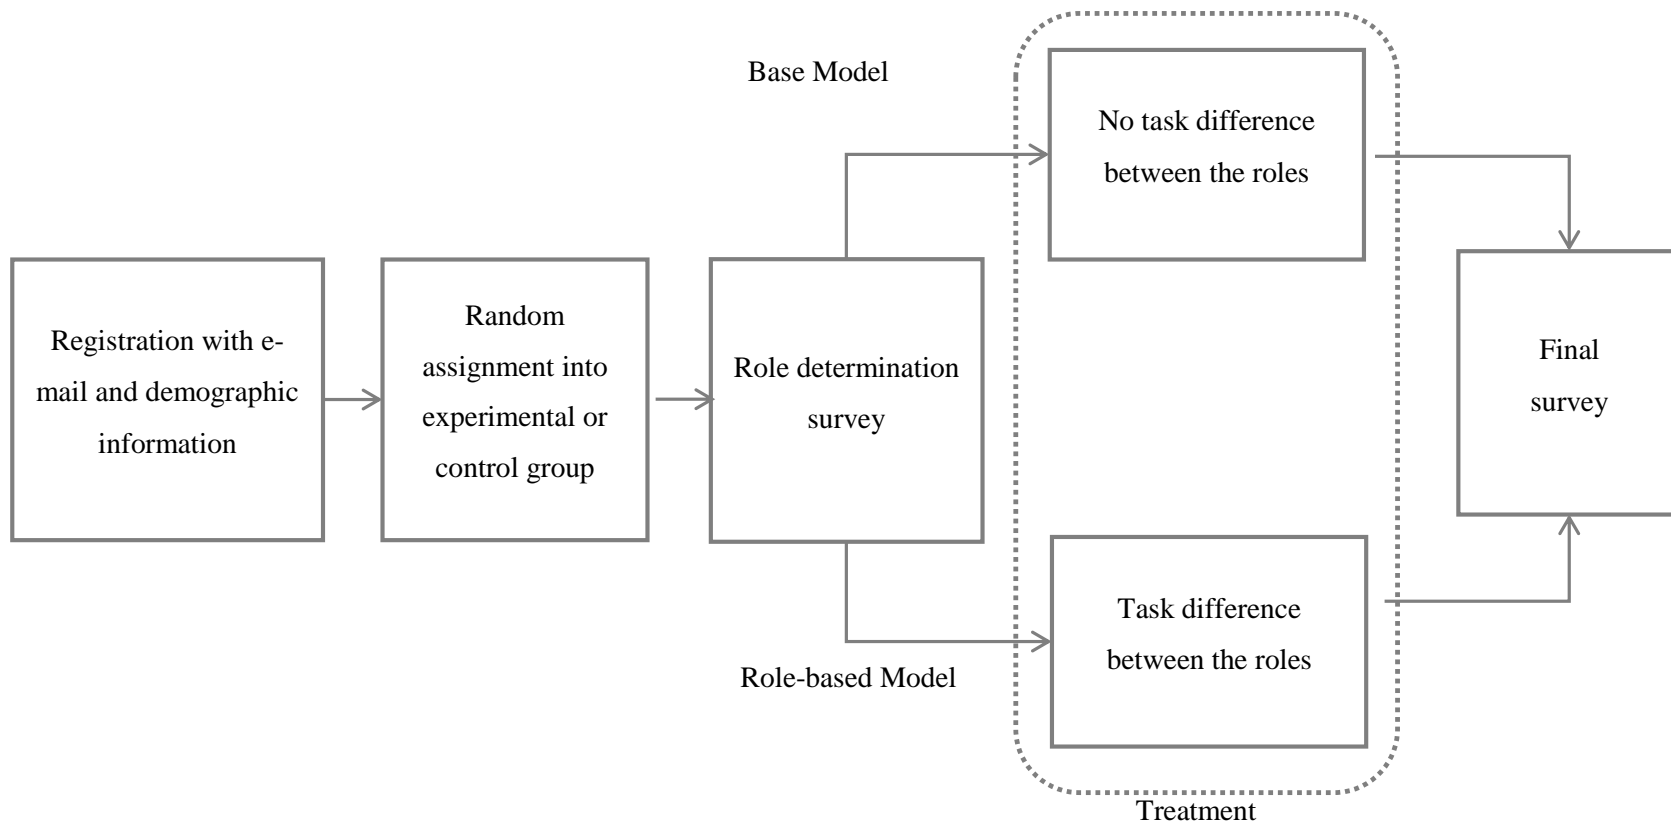 Base Model
No task difference
between the roles
Registration with e-
mail and demographic
information
Random
assignment into
experimental or
control group
Role determination
survey
Final
survey
Task difference
between the roles
Role-based Model
Treatment